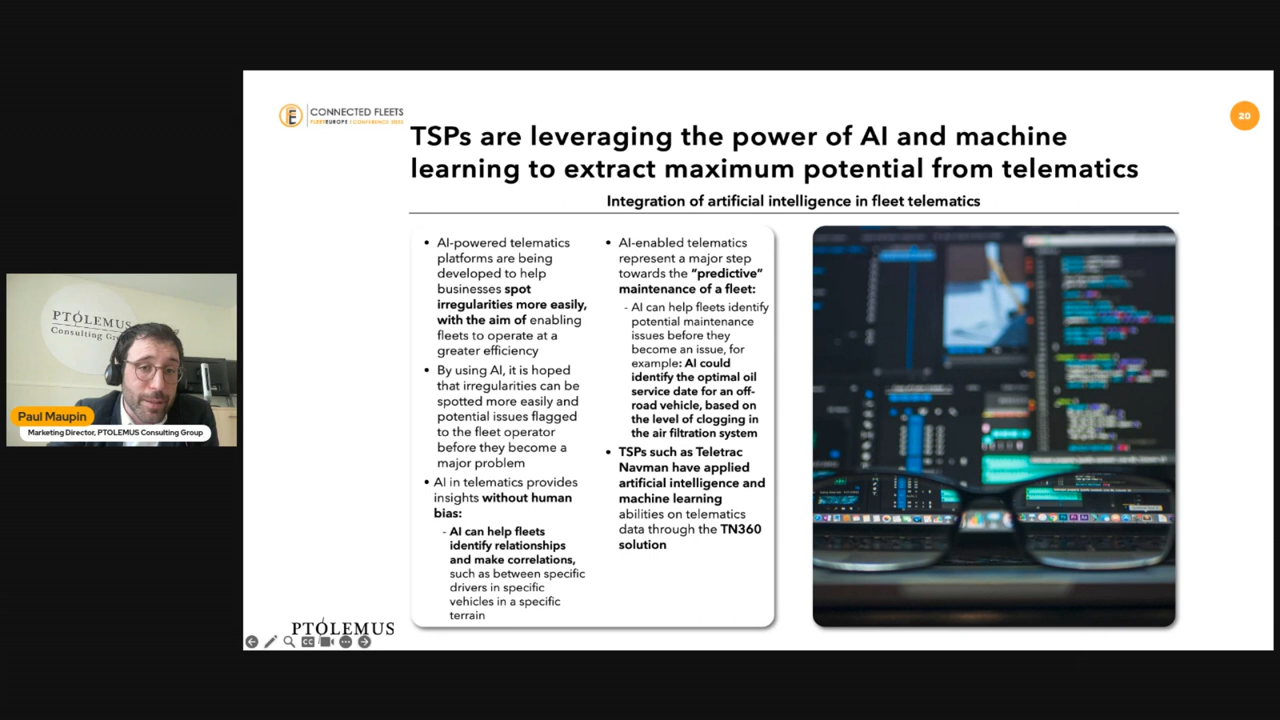 CONNECTED FLEETS
FLEETEUROPE
20
TSPs are leveraging the power of AI and machine
learning to extract maximum potential from telematics
Integration of artificial intelligence in fleet telematics
• AI-powered telematics
platforms are being
developed to help
businesses spot
irregularities more easily,
with the aim of enabling
fleets to operate at a
greater efficiency
• By using AI, it is hoped
that irregularities can be
spotted more easily and
potential issues flagged
to the fleet operator
before they become a
major problem
• AI in telematics provides
insights without human
bias:
- AI can help fleets
identify relationships
and make correlations,
such as between specific
drivers in specific
vehicles in a specific
terrain
• AI-enabled telematics
represent a major step
towards the “predictive”
maintenance of a fleet:
- AI can help fleets identify
potential maintenance
issues before they
become an issue, for
example: AI could
identify the optimal oil
service date for an off-
road vehicle, based on
the level of clogging in
the air filtration system
• TSPs such as Teletrac
Navman have applied
artificial intelligence and
machine learning
abilities on telematics
data through the TN360
solution
PTOLEMUS
CC
PTÓLEMUS
Consulting
Paul Maupin
Marketing Director, PTOLEMUS Consulting Group